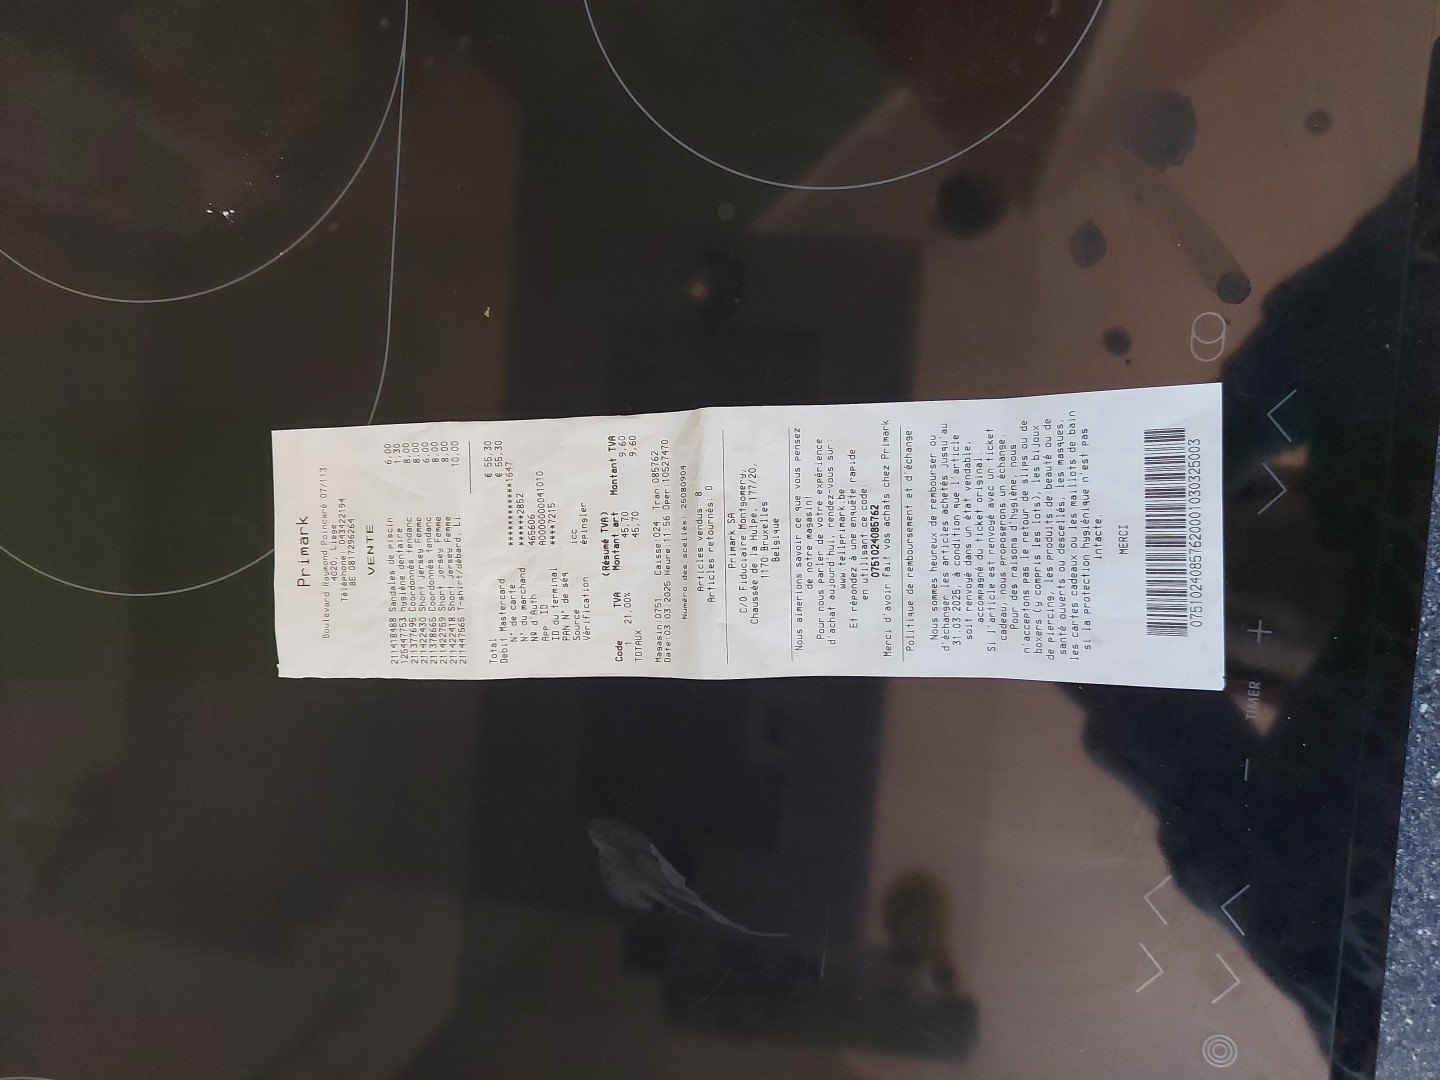 Primark
Boulevard Raymond Poincaré 07/113
4020, Liege
Téléphone: 043422194
BE 0817296264
VENTE
211418488 Sandales de piscin 6,00
126547753 hygiène dentaire 1,30
211377695 Coordonnés tendanc 8,00
211422430 Short Jersey Femme 8,00
211378665 Coordonnés tendanc 6,00
211422759 Short Jersey Femme 8,00
211422418 Short Jersey Femme 8,00
211447565 T-shirt/débard. Li 10,00
Total € 55,30
Debit Mastercard € 55,30
N° de carte ************1647
N° du marchand ******2852
N° d'Auth 465606
App. ID A0000000041010
ID du terminal ****7215
PAN N° de séq
Source icc
Vérification épingler
(Résumé TVA)
Code TVA Montant Mert Montant TVA
1 21,00% 45,70 9,60
TOTAUX 45,70 9,60
Magasin:0751 Caisse:024 Tran 085762
Date:03.03.2025 Heure:11:56 Oper:10527470
Numéro des scellés: 25080904
Articles vendus: 8
Articles retournés: 0
Primark SA
C/O Fiduciaire Montgomery,
Chaussée de la Hulpe, 177/20,
1170 Bruxelles
Belgique
Nous aimerions savoir ce que vous pensez
de notre magasin!
Pour nous parler de votre expérience
d'achat aujourd'hui, rendez-vous sur:
www.tellprimark.be
Et répondez à une enquête rapide
en utilisant ce code:
0751024085762
Merci d'avoir fait vos achats chez Primark
Politique de remboursement et d'échange
Nous sommes heureux de rembourser ou
d'échanger les articles achetés jusqu'au
31.03.2025, à condition que l'article
soit renvoyé dans un état vendable,
accompagné du ticket original.
Si l'article est renvoyé avec un ticket
cadeau, nous proposerons un échange.
Pour des raisons d'hygiène, nous
n'acceptons pas le retour de slips ou de
boxers (y compris les lots), les bijoux
de piercing, les produits de beauté ou de
santé ouverts ou descellés, les masques,
les cartes cadeaux ou les maillots de bain
si la protection hygiénique n'est pas
intacte.
MERCI
075102408576200010303250​03
TIMER